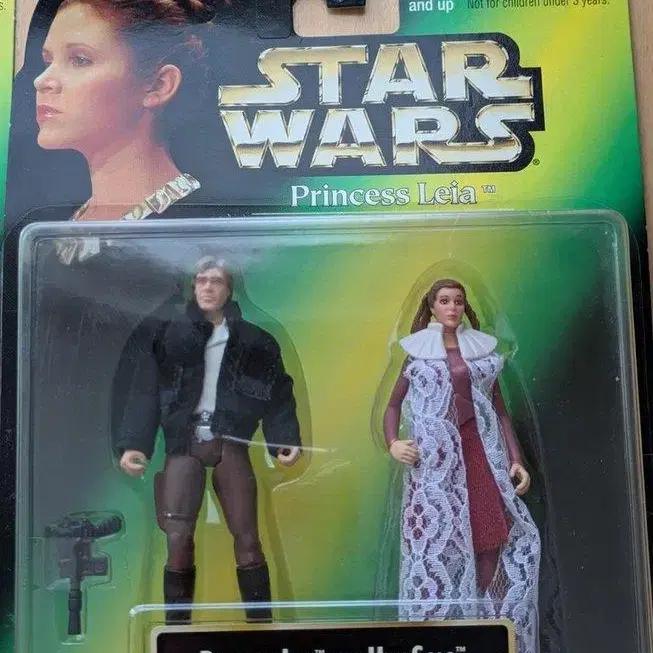 s.
and up Not for children under 3 years.
STAR
WARS®
Princess Leia™